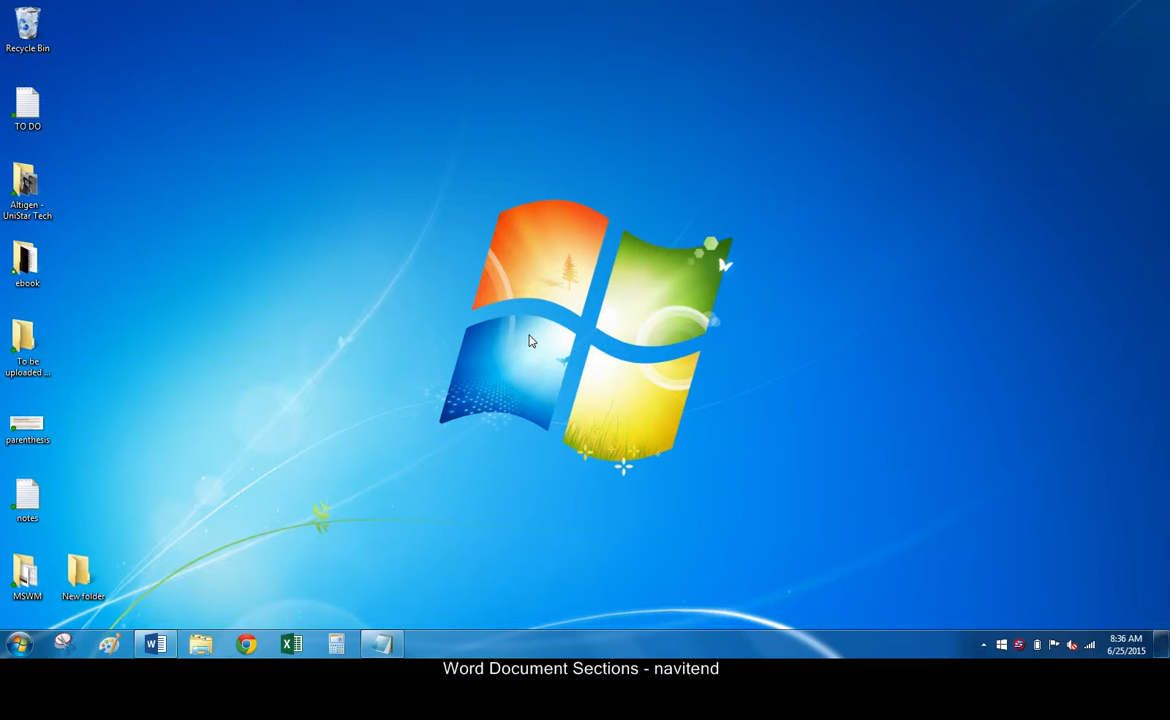 Recycle Bin
TO DO
Altigen -
UniStar Tech
ebook
To be
uploaded ...
parenthesis
notes
MSWM
New folder
8:36 AM
6/25/2015
Word Document Sections - navitend